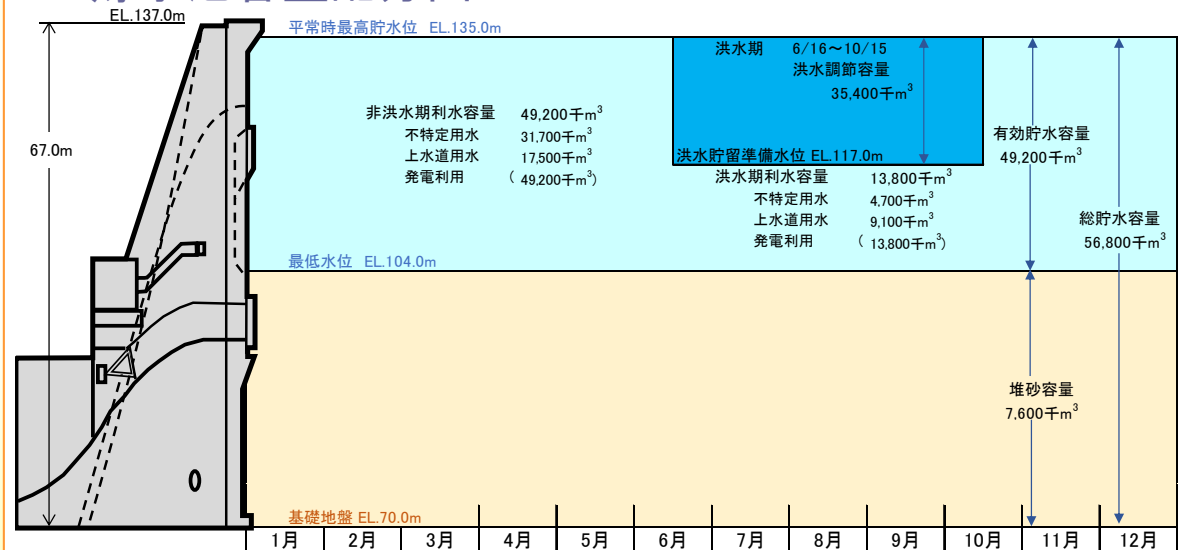 EL.137.0m
平常時最高貯水位 EL.135.0m
洪水期 6/16～10/15
洪水調節容量
35,400千m³
非洪水期利水容量 49,200千m³
不特定用水 31,700千m³
上水道用水 17,500千m³
発電利用 （ 49,200千m³）
67.0m
有効貯水容量
49,200千m³
洪水貯留準備水位 EL.117.0m
洪水期利水容量 13,800千m³
不特定用水 4,700千m³
上水道用水 9,100千m³
発電利用 （ 13,800千m³）
総貯水容量
56,800千m³
最低水位 EL.104.0m
堆砂容量
7,600千m³
基礎地盤 EL.70.0m
1月 2月 3月 4月 5月 6月 7月 8月 9月 10月 11月 12月